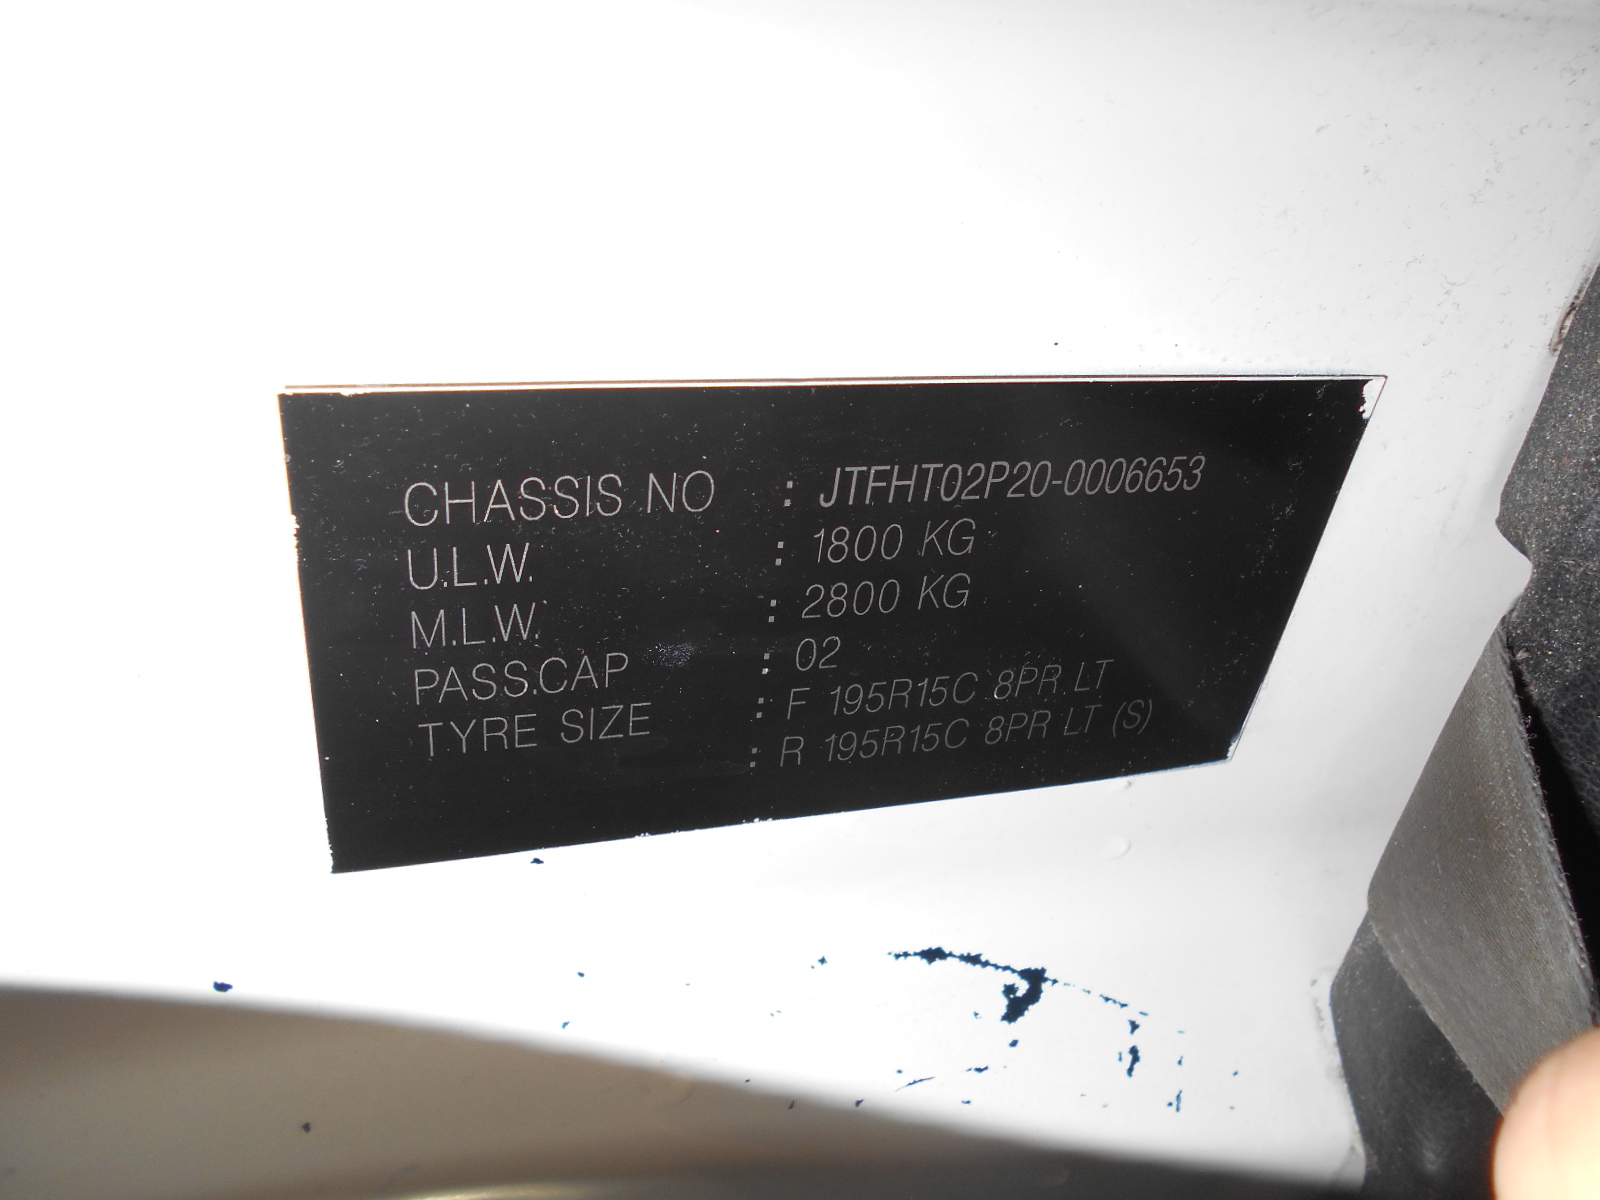 CHASSIS NO : JTFHT02P20-0006653
U.L.W. : 1800 KG
M.L.W. : 2800 KG
PASS.CAP : 02
TYRE SIZE : F 195R15C 8PR LT
: R 195R15C 8PR LT (S)